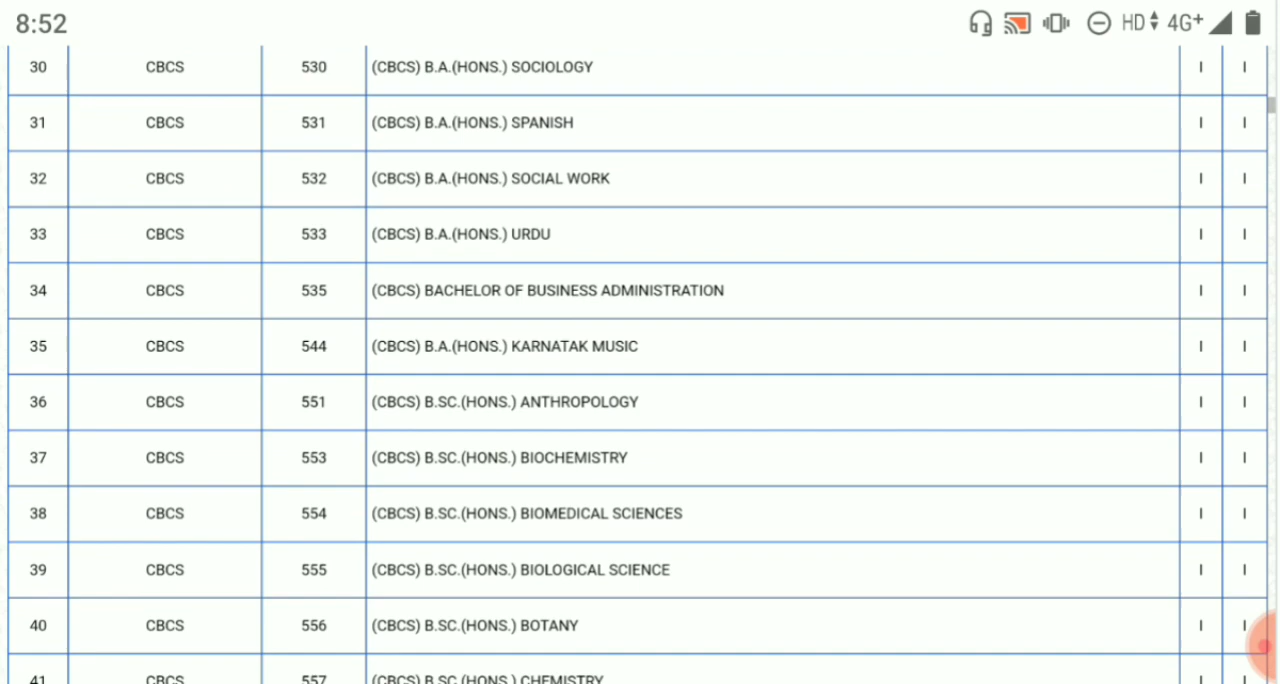 8:52 HD 4G+
30 CBCS 530 (CBCS) B.A.(HONS.) SOCIOLOGY I I
31 CBCS 531 (CBCS) B.A.(HONS.) SPANISH I I
32 CBCS 532 (CBCS) B.A.(HONS.) SOCIAL WORK I I
33 CBCS 533 (CBCS) B.A.(HONS.) URDU I I
34 CBCS 535 (CBCS) BACHELOR OF BUSINESS ADMINISTRATION I I
35 CBCS 544 (CBCS) B.A.(HONS.) KARNATAK MUSIC I I
36 CBCS 551 (CBCS) B.SC.(HONS.) ANTHROPOLOGY I I
37 CBCS 553 (CBCS) B.SC.(HONS.) BIOCHEMISTRY I I
38 CBCS 554 (CBCS) B.SC.(HONS.) BIOMEDICAL SCIENCES I I
39 CBCS 555 (CBCS) B.SC.(HONS.) BIOLOGICAL SCIENCE I I
40 CBCS 556 (CBCS) B.SC.(HONS.) BOTANY I I
41 CBCS 557 (CBCS) B.SC.(HONS.) CHEMISTRY I I